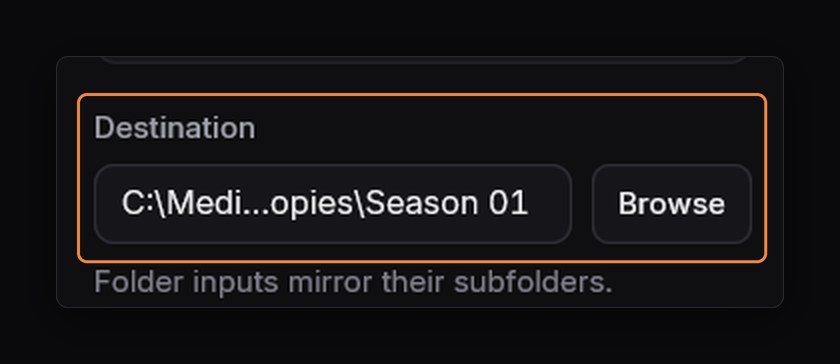 Destination
C:\Medi...opies\Season 01
Browse
Folder inputs mirror their subfolders.